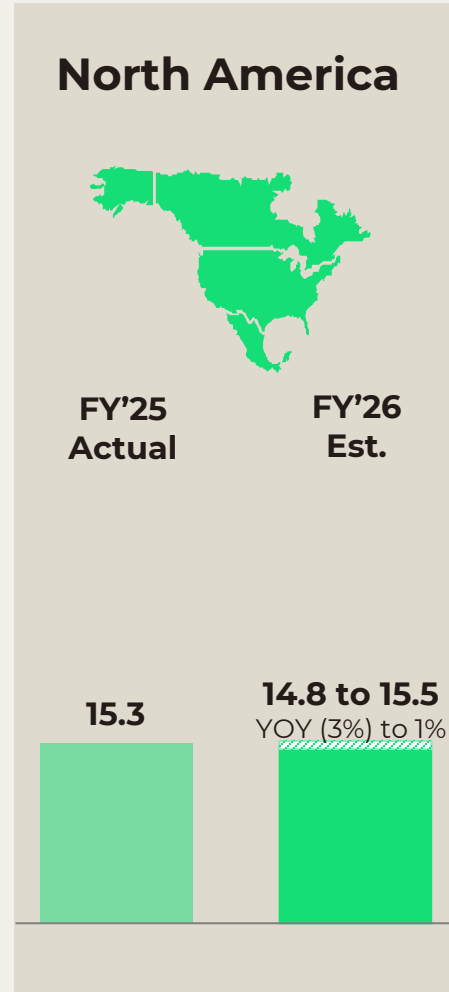 North America
FY’25
Actual
FY’26
Est.
15.3
14.8 to 15.5
YOY (3%) to 1%